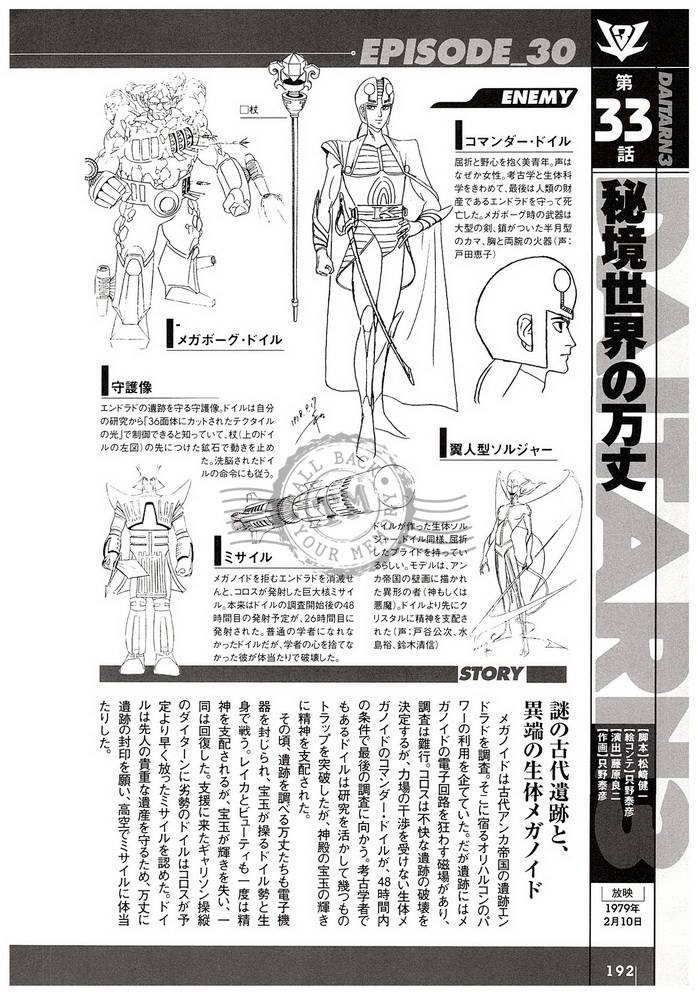 EPISODE_30
DAITARN3
第
33
話
秘境世界の万丈
DAITARN3
【脚本】松崎健一
【絵コンテ】只野泰彦
【演出】藤原良二
【作画】只野泰彦
放映
1979年
2月10日
192
ENEMY
コマンダー・ドイル
屈折と野心を抱く美青年。声は
なぜか女性。考古学と生体科
学をきわめて、最後は人類の財
産であるエンドラドを守って死
亡した。メガボーグ時の武器は
大型の剣、鎖がついた半月型
のカマ、胸と両腕の火器(声:
戸田恵子)
□杖
メガボーグ・ドイル
守護像
エンドラドの遺跡を守る守護像。ドイルは自分
の研究から「36面体にカットされたテクタイル
の光」で制御できると知っていて、杖(上のドイ
ルの左図)の先につけた鉱石で動きを止め
た。洗脳されたドイ
ルの命令にも従う。
翼人型ソルジャー
ドイルが作った生体ソル
ジャー。ドイル同様、屈折
したプライドを持ってい
るらしい。モデルは、アン
カ帝国の壁画に描かれ
た異形の者(神もしくは
悪魔)。ドイルより先にク
リスタルに精神を支配さ
れた(声:戸谷公次、水
島裕、鈴木清信)
ミサイル
メガノイドを拒むエンドラドを消滅せ
んと、コロスが発射した巨大核ミサイ
ル。本来はドイルの調査開始後の48
時間目の発射予定が、26時間目に
発射された。普通の学者になれな
かったドイルだが、学者の心を捨てな
かった彼が体当たりで破壊した。
ALL BACK
TIME
YOUR MEMORY
STORY
謎の古代遺跡と、
異端の生体メガノイド
メガノイドは古代アンカ帝国の遺跡エン
ドラドを調査。そこに宿るオリハルコンのパ
ワーの利用を企てていた。だが遺跡にはメ
ガノイドの電子回路を狂わす磁場があり、
調査は難行。コロスは不快な遺跡の破壊を
決定するが、力場の干渉を受けない生体メ
ガノイドのコマンダー・ドイルが、48時間内
の条件で最後の調査に向かう。考古学者で
もあるドイルは研究を活かして幾つもの
トラップを突破したが、神殿の宝玉の輝き
に精神を支配された。
その頃、遺跡を調べる万丈たちも電子機
器を封じられ、宝玉が操るドイル勢と生
身で戦う。レイカとビューティも一度は精
神を支配されるが、宝玉が輝きを失い、一
同は回復した。支援に来たギャリソン操縦
のダイターンに劣勢のドイルはコロスが予
定より早く放ったミサイルを認めた。ドイ
ルは先人の貴重な遺産を守るため、万丈に
遺跡の封印を願い、高空でミサイルに体当
たりした。